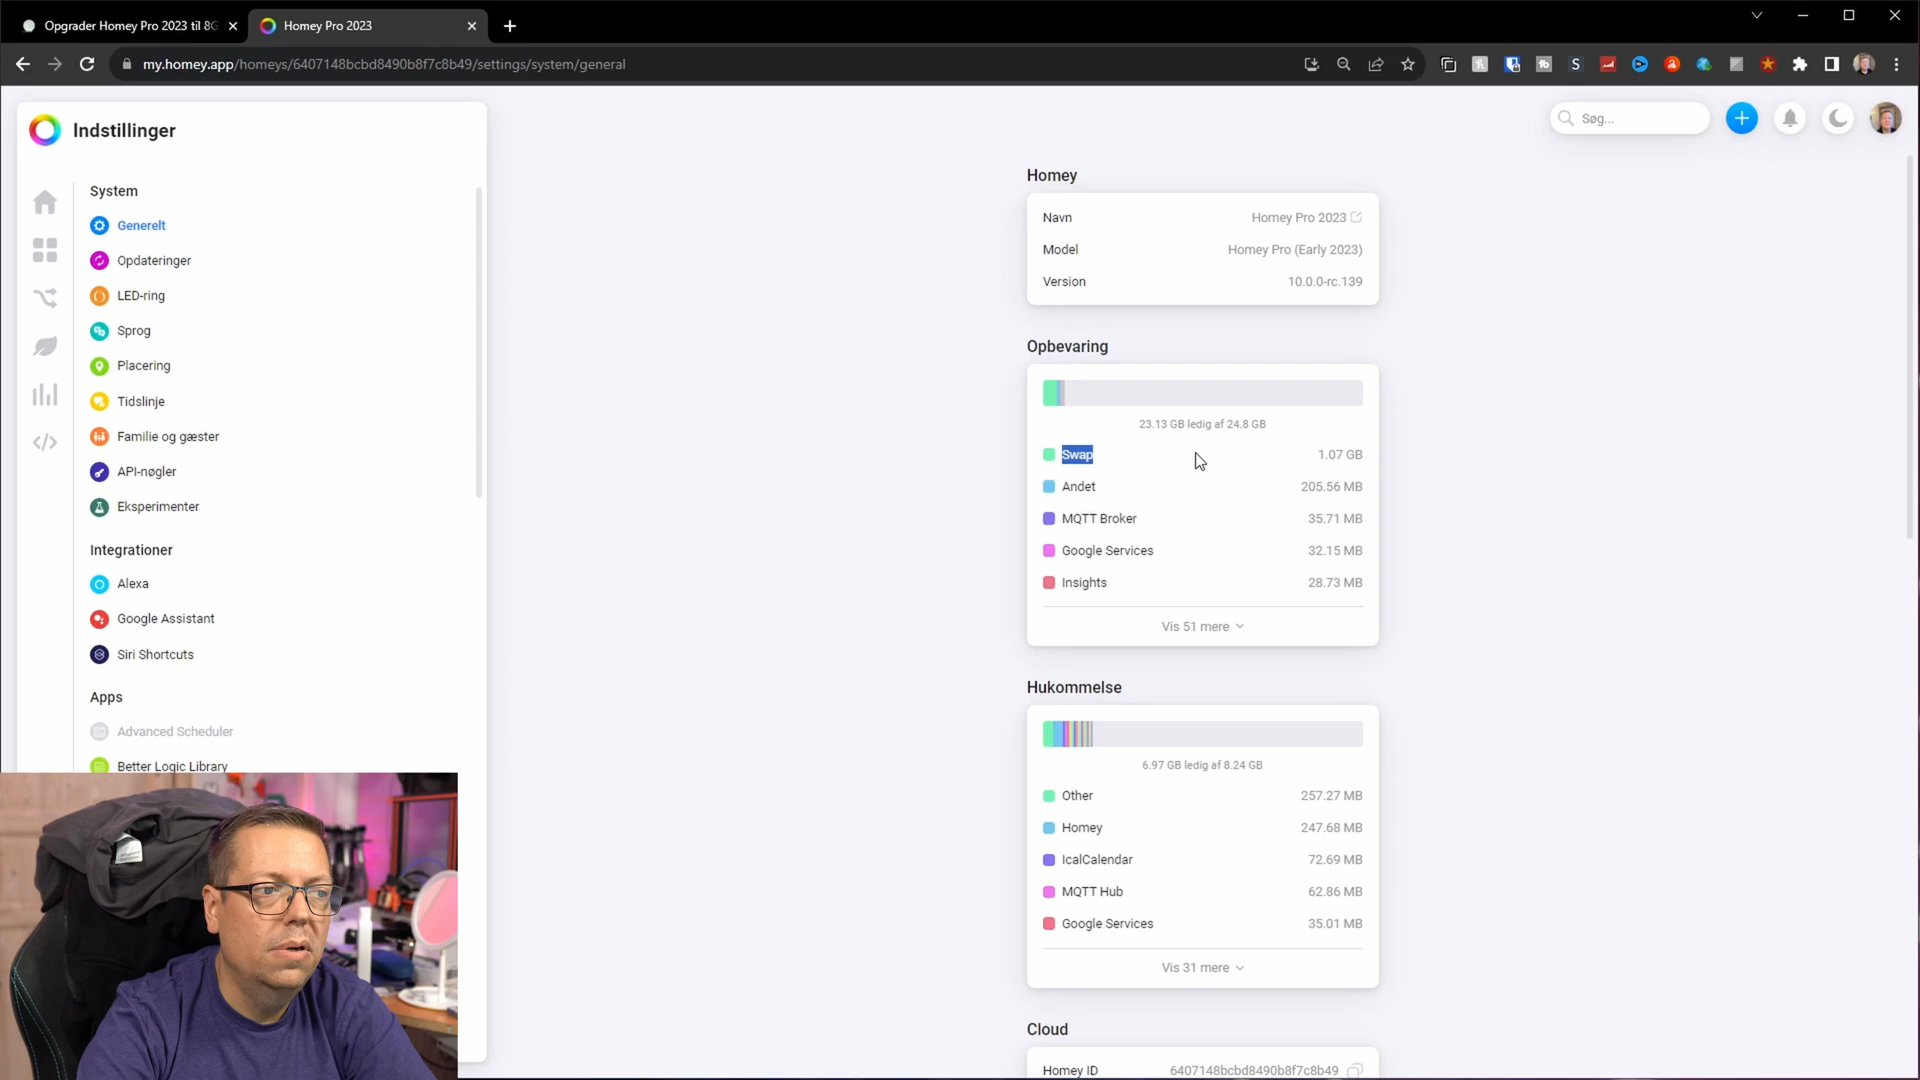 Opgrader Homey Pro 2023 til 8G
Homey Pro 2023
my.homey.app/homeys/6407148bcbd8490b8f7c8b49/settings/system/general
Indstillinger
Søg...
System
Generelt
Opdateringer
LED-ring
Sprog
Placering
Tidslinje
Familie og gæster
API-nøgler
Eksperimenter
Integrationer
Alexa
Google Assistant
Siri Shortcuts
Apps
Advanced Scheduler
Better Logic Library
Homey
Navn Homey Pro 2023
Model Homey Pro (Early 2023)
Version 10.0.0-rc.139
Opbevaring
23.13 GB ledig af 24.8 GB
Swap 1.07 GB
Andet 205.56 MB
MQTT Broker 35.71 MB
Google Services 32.15 MB
Insights 28.73 MB
Vis 51 mere
Hukommelse
6.97 GB ledig af 8.24 GB
Other 257.27 MB
Homey 247.68 MB
IcalCalendar 72.69 MB
MQTT Hub 62.86 MB
Google Services 35.01 MB
Vis 31 mere
Cloud
Homey ID 6407148bcbd8490b8f7c8b49